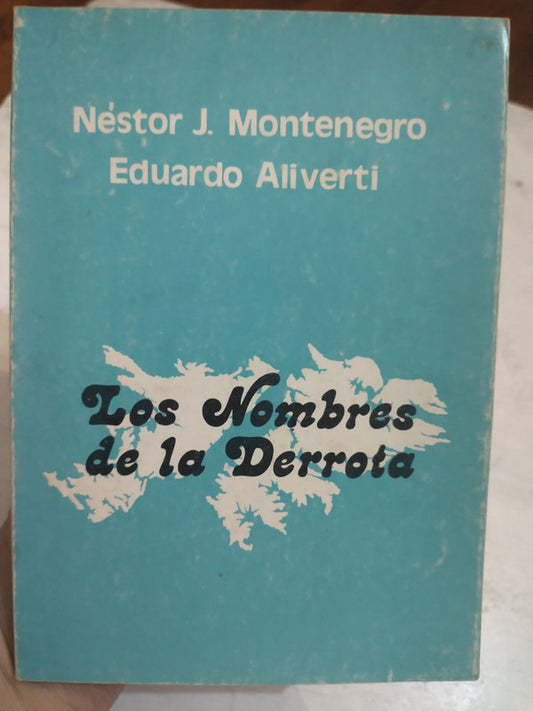 Néstor J. Montenegro
Eduardo Aliverti
Los Nombres
de la Derrota